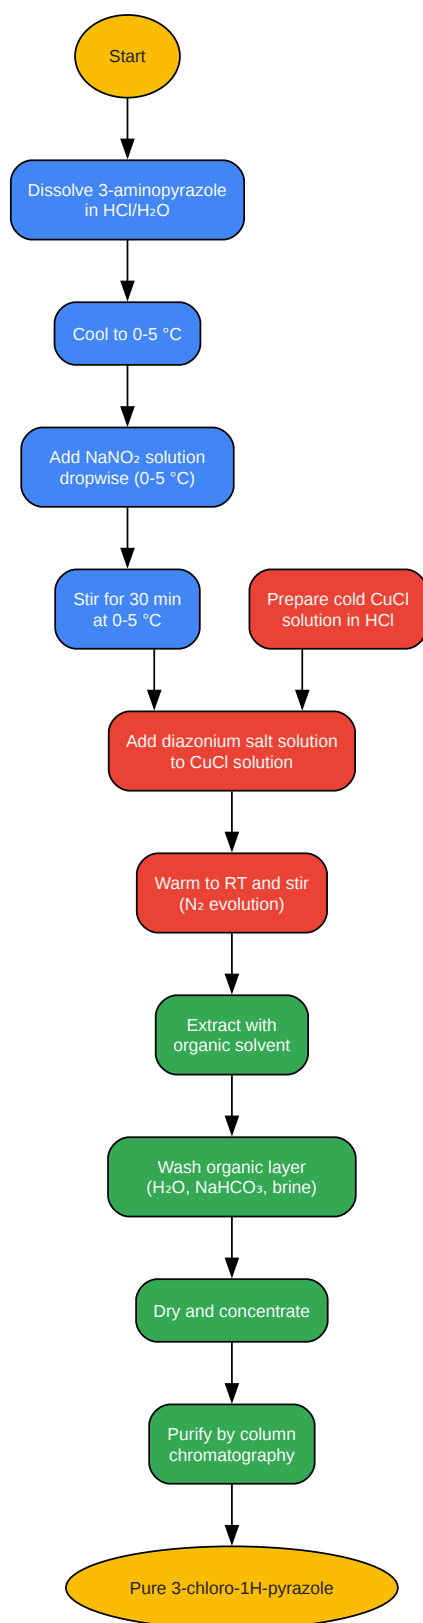 Start
Dissolve 3-aminopyrazole
in HCl/H₂O
Cool to 0-5 °C
Add NaNO₂ solution
dropwise (0-5 °C)
Stir for 30 min
at 0-5 °C
Prepare cold CuCl
solution in HCl
Add diazonium salt solution
to CuCl solution
Warm to RT and stir
(N₂ evolution)
Extract with
organic solvent
Wash organic layer
(H₂O, NaHCO₃, brine)
Dry and concentrate
Purify by column
chromatography
Pure 3-chloro-1H-pyrazole